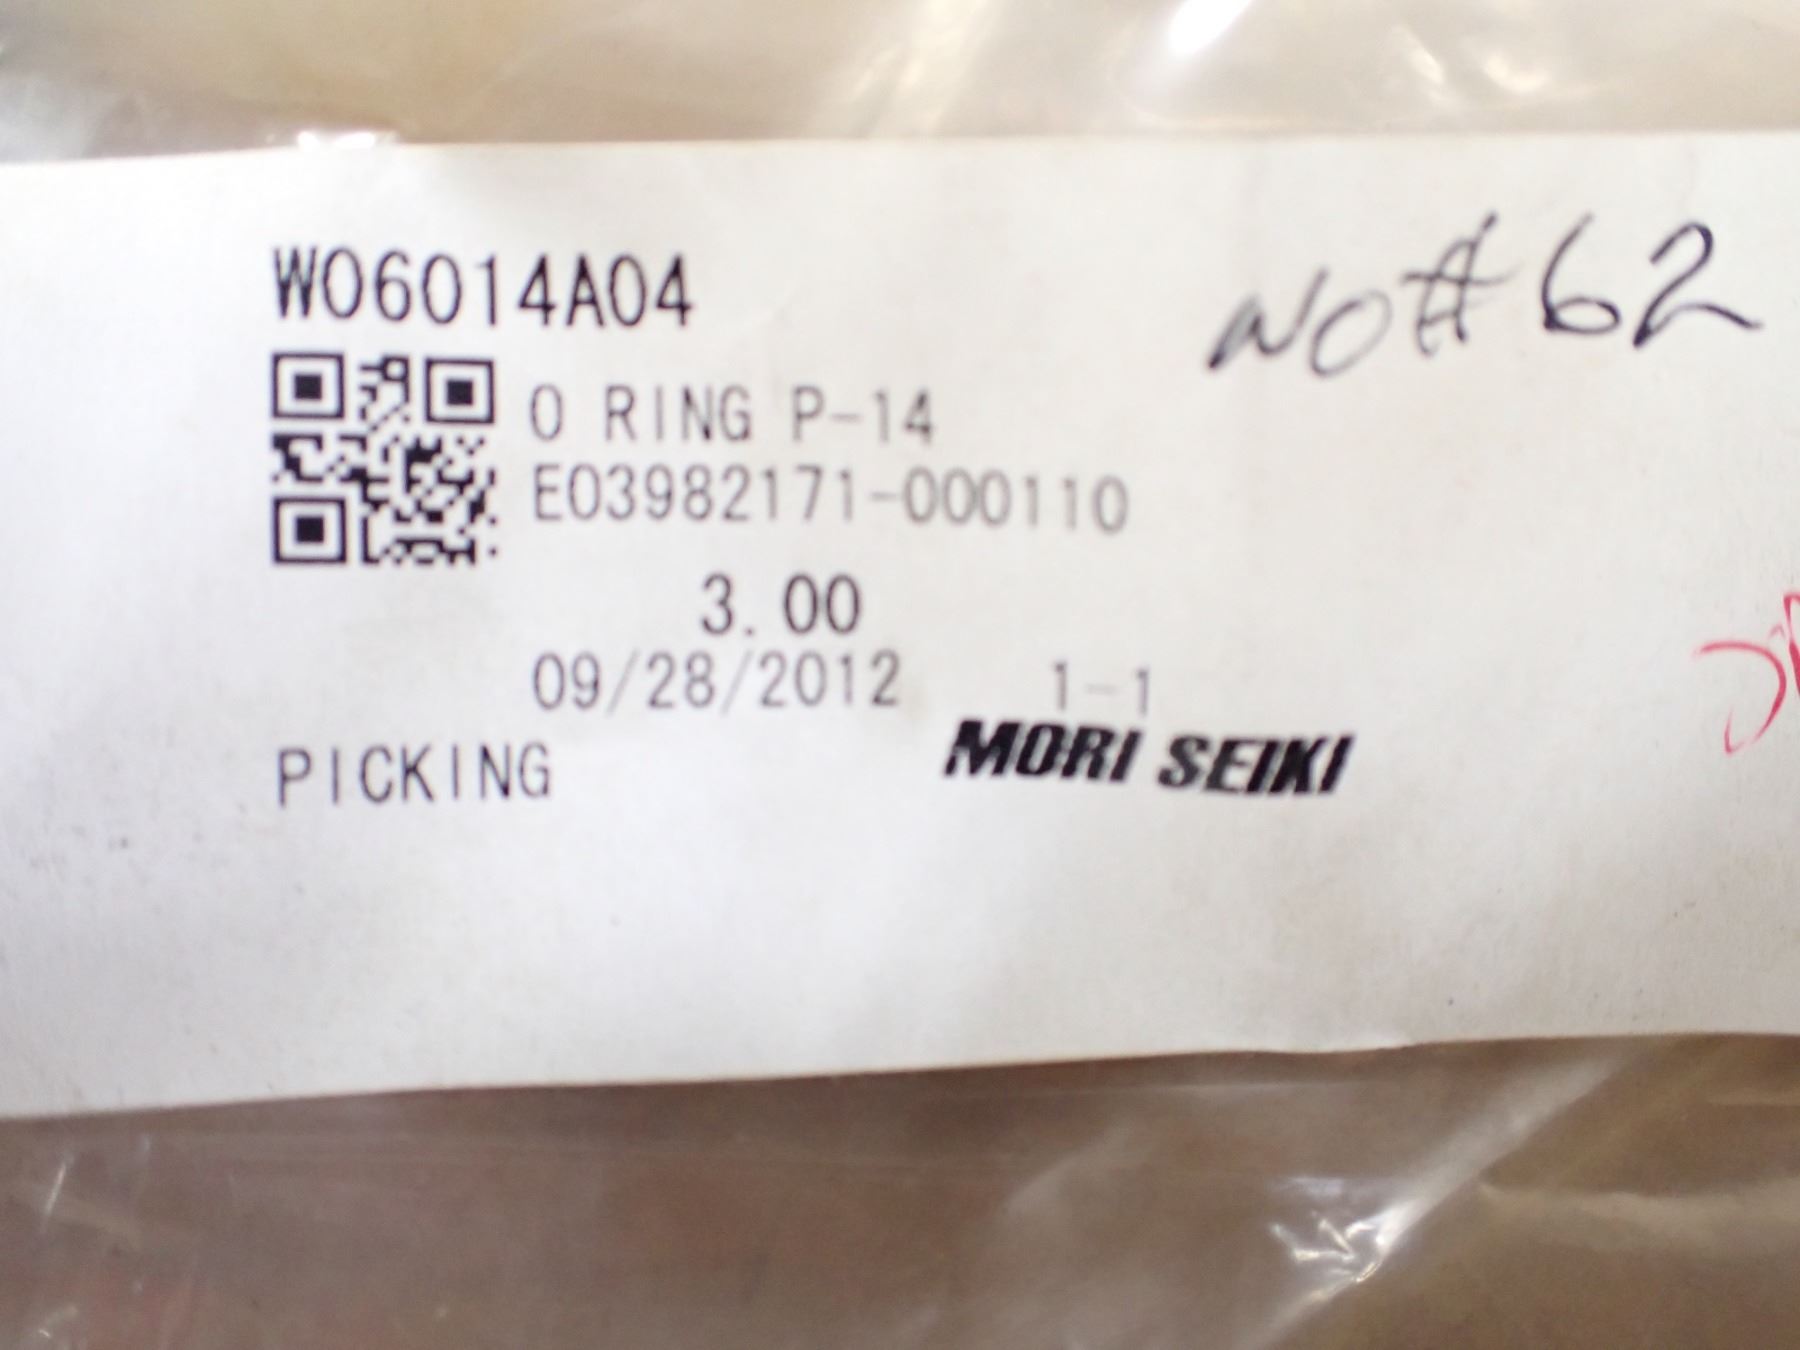 W06014A04
NO# 62
O RING P-14
E03982171-000110
3.00
09/28/2012 1-1
PICKING
MORI SEIKI